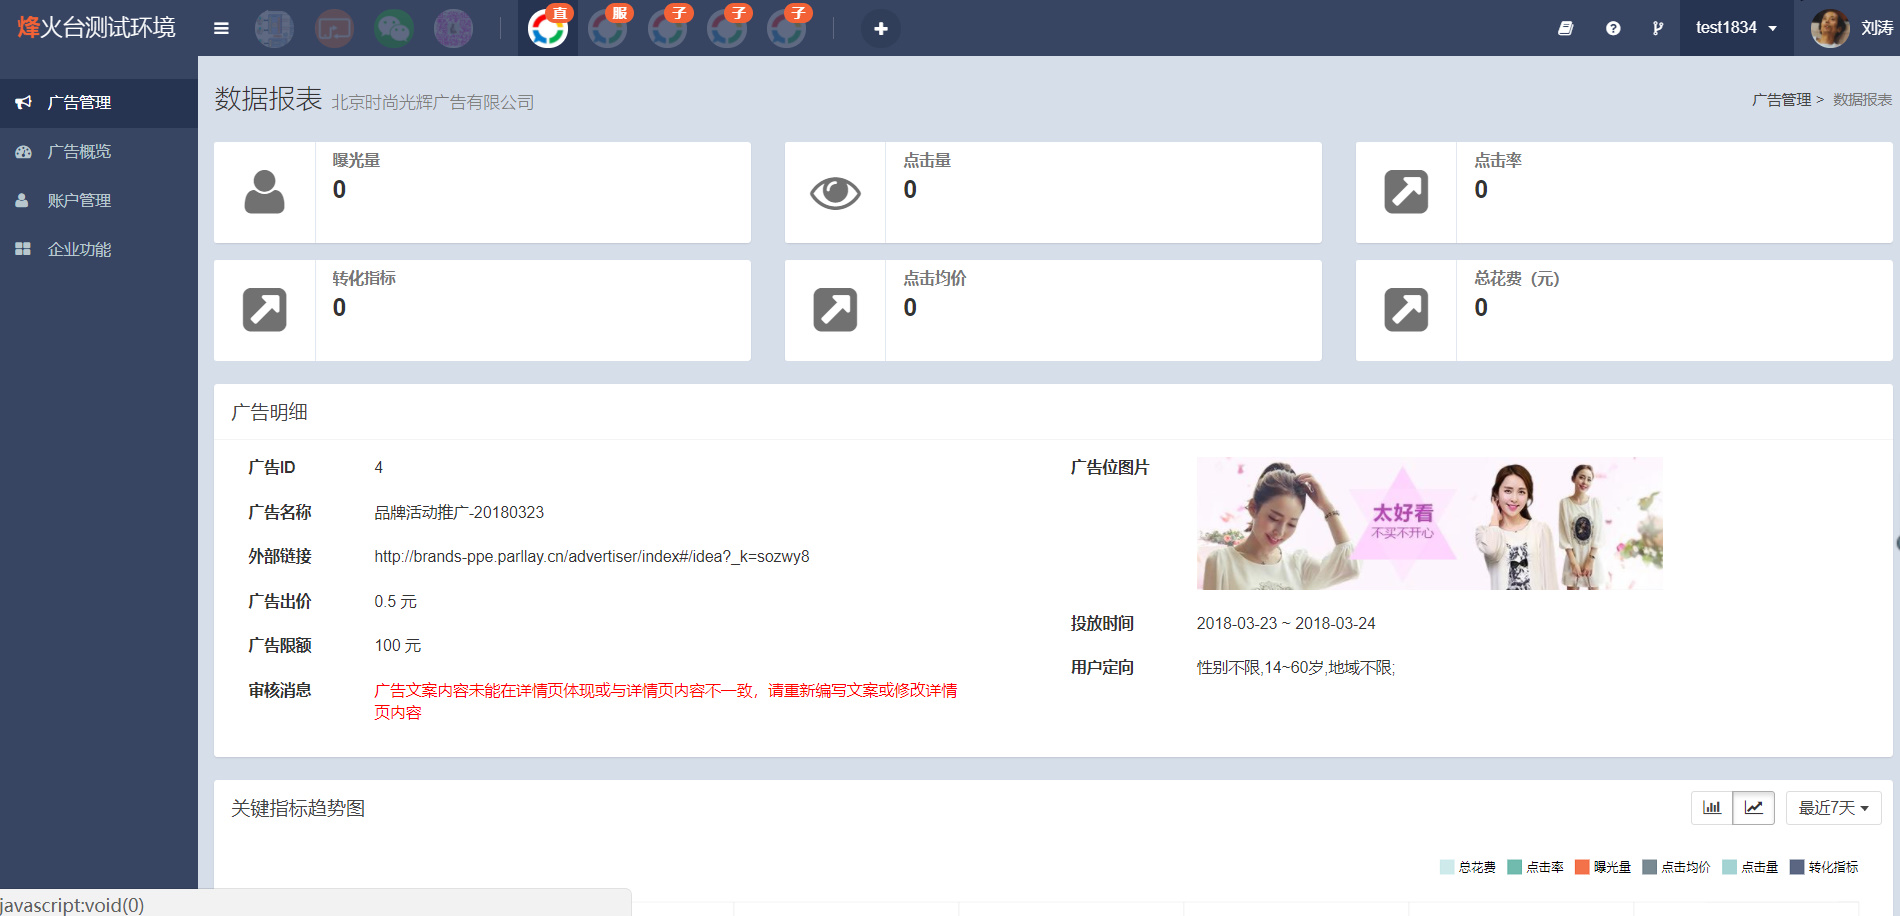 烽火台测试环境
直
服
子
子
子
test1834
刘涛
广告管理
广告概览
账户管理
企业功能
数据报表 北京时尚光辉广告有限公司
广告管理 > 数据报表
曝光量
0
点击量
0
点击率
0
转化指标
0
点击均价
0
总花费（元）
0
广告明细
广告ID 4
广告名称 品牌活动推广-20180323
外部链接 http://brands-ppe.parllay.cn/advertiser/index#/idea?_k=sozwy8
广告出价 0.5 元
广告限额 100 元
审核消息 广告文案内容未能在详情页体现或与详情页内容不一致，请重新编写文案或修改详情
页内容
广告位图片
太好看
不买不开心
投放时间 2018-03-23 ~ 2018-03-24
用户定向 性别不限,14~60岁,地域不限;
关键指标趋势图
最近7天
总花费 点击率 曝光量 点击均价 点击量 转化指标
javascript:void(0)